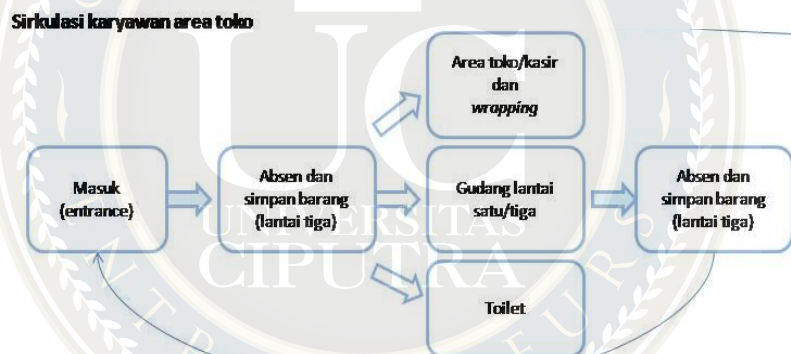 Sirkulasi karyawan area toko
Area toko/kasir
dan
wrapping
Masuk
(entrance)
Absen dan
simpan barang
(lantai tiga)
Gudang lantai
satu/tiga
Absen dan
simpan barang
(lantai tiga)
Toilet
UC
UNIVERSITAS
CIPUTRA